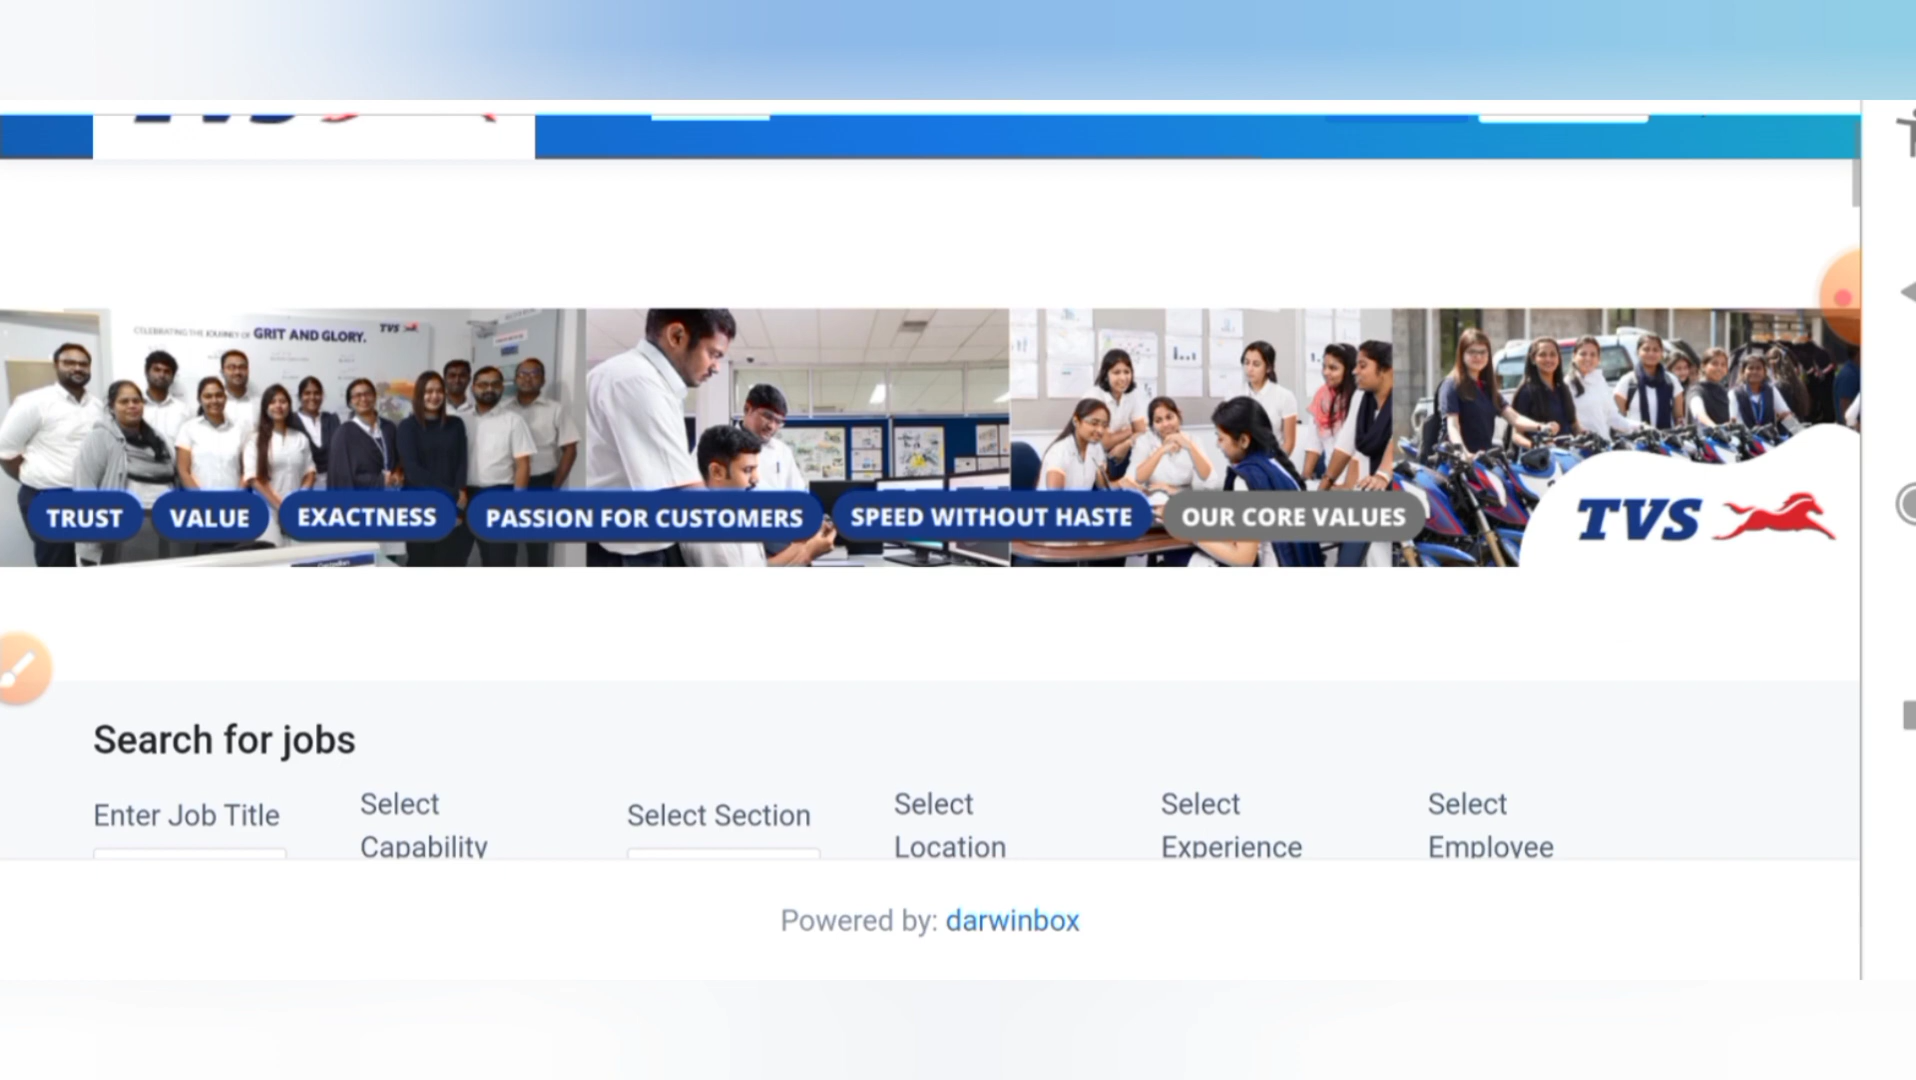 CELEBRATING THE JOURNEY OF GRIT AND GLORY.
TVS
TRUST
VALUE
EXACTNESS
PASSION FOR CUSTOMERS
SPEED WITHOUT HASTE
OUR CORE VALUES
TVS
Search for jobs
Enter Job Title
Select
Capability
Select Section
Select
Location
Select
Experience
Select
Employee
Powered by: darwinbox